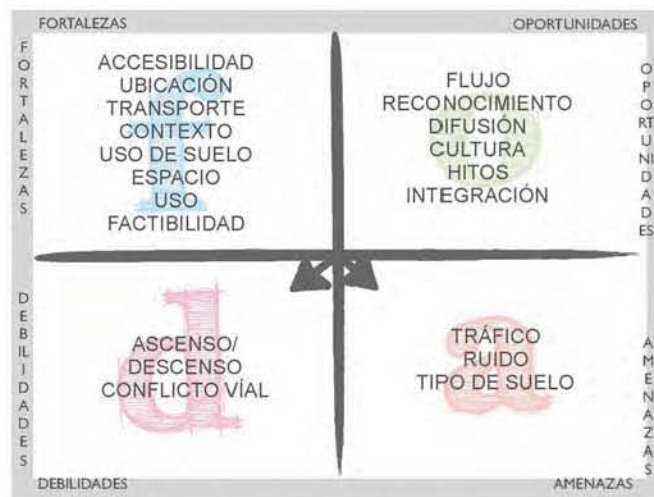 FORTALEZAS
OPORTUNIDADES
FORTALEZAS
ACCESIBILIDAD
UBICACIÓN
TRANSPORTE
CONTEXTO
USO DE SUELO
ESPACIO
USO
FACTIBILIDAD
f
FLUJO
RECONOCIMIENTO
DIFUSIÓN
CULTURA
HITOS
INTEGRACIÓN
o
OPORTUNIDADES
DEBILIDADES
ASCENSO/
DESCENSO
CONFLICTO VÍAL
d
TRÁFICO
RUIDO
TIPO DE SUELO
a
AMENAZAS
DEBILIDADES
AMENAZAS